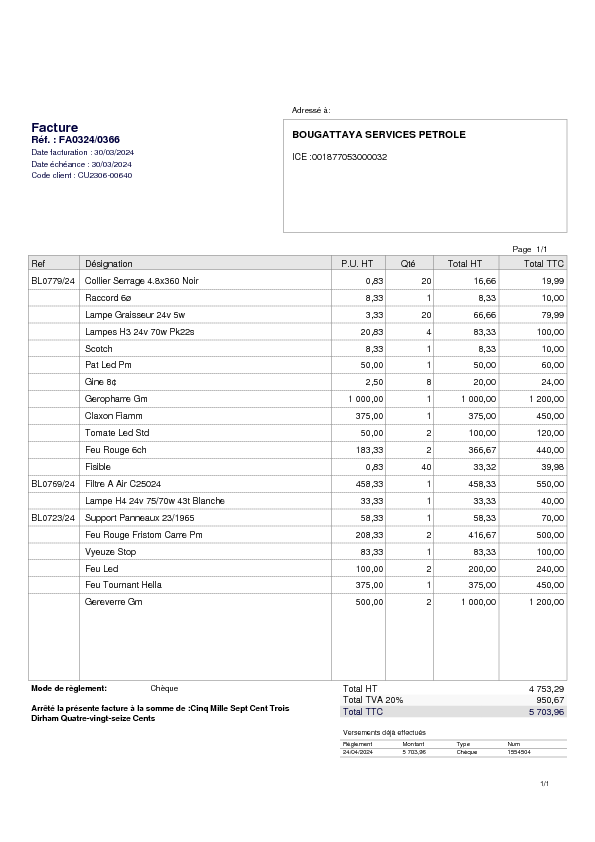 Adressé à:
Facture
Réf. : FA0324/0366
Date facturation : 30/03/2024
Date échéance : 30/03/2024
Code client : CU2306-00640
BOUGATTAYA SERVICES PETROLE
ICE :001877053000032
Page 1/1
Ref Désignation P.U. HT Qté Total HT Total TTC
BL0779/24 Collier Serrage 4.8x360 Noir 0,83 20 16,66 19,99
Raccord 6ø 8,33 1 8,33 10,00
Lampe Graisseur 24v 5w 3,33 20 66,66 79,99
Lampes H3 24v 70w Pk22s 20,83 4 83,33 100,00
Scotch 8,33 1 8,33 10,00
Pat Led Pm 50,00 1 50,00 60,00
Gine 8¢ 2,50 8 20,00 24,00
Geropharre Gm 1 000,00 1 1 000,00 1 200,00
Claxon Fiamm 375,00 1 375,00 450,00
Tomate Led Std 50,00 2 100,00 120,00
Feu Rouge 6ch 183,33 2 366,67 440,00
Fisible 0,83 40 33,32 39,98
BL0769/24 Filtre A Air C25024 458,33 1 458,33 550,00
Lampe H4 24v 75/70w 43t Blanche 33,33 1 33,33 40,00
BL0723/24 Support Panneaux 23/1965 58,33 1 58,33 70,00
Feu Rouge Fristom Carre Pm 208,33 2 416,67 500,00
Vyeuze Stop 83,33 1 83,33 100,00
Feu Led 100,00 2 200,00 240,00
Feu Tournant Hella 375,00 1 375,00 450,00
Gereverre Gm 500,00 2 1 000,00 1 200,00
Mode de règlement: Chèque
Total HT 4 753,29
Total TVA 20% 950,67
Total TTC 5 703,96
Arrêté la présente facture à la somme de :Cinq Mille Sept Cent Trois
Dirham Quatre-vingt-seize Cents
Versements déjà effectués
Règlement Montant Type Num
24/04/2024 5 703,96 Chèque 1554504
1/1